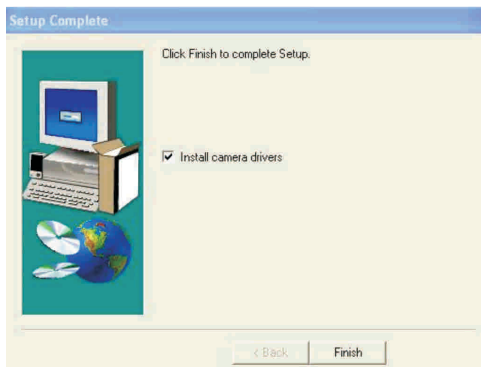 Setup Complete
Click Finish to complete Setup.
Install camera drivers
< Back
Finish